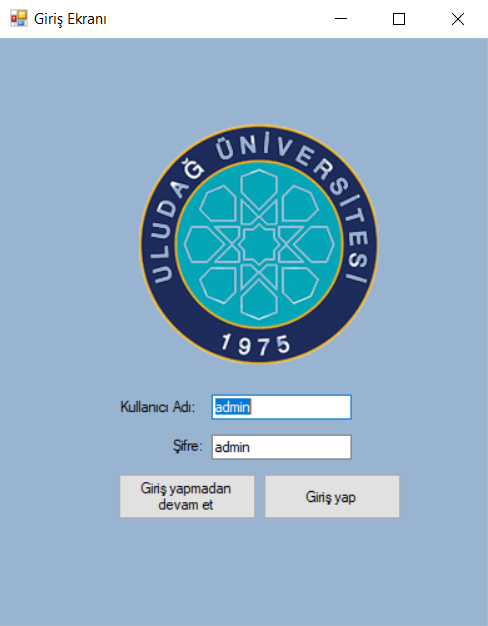 Giriş Ekranı
ULUDAĞ ÜNİVERSİTESİ
1975
Kullanıcı Adı:
admin
Şifre:
admin
Giriş yapmadan
devam et
Giriş yap